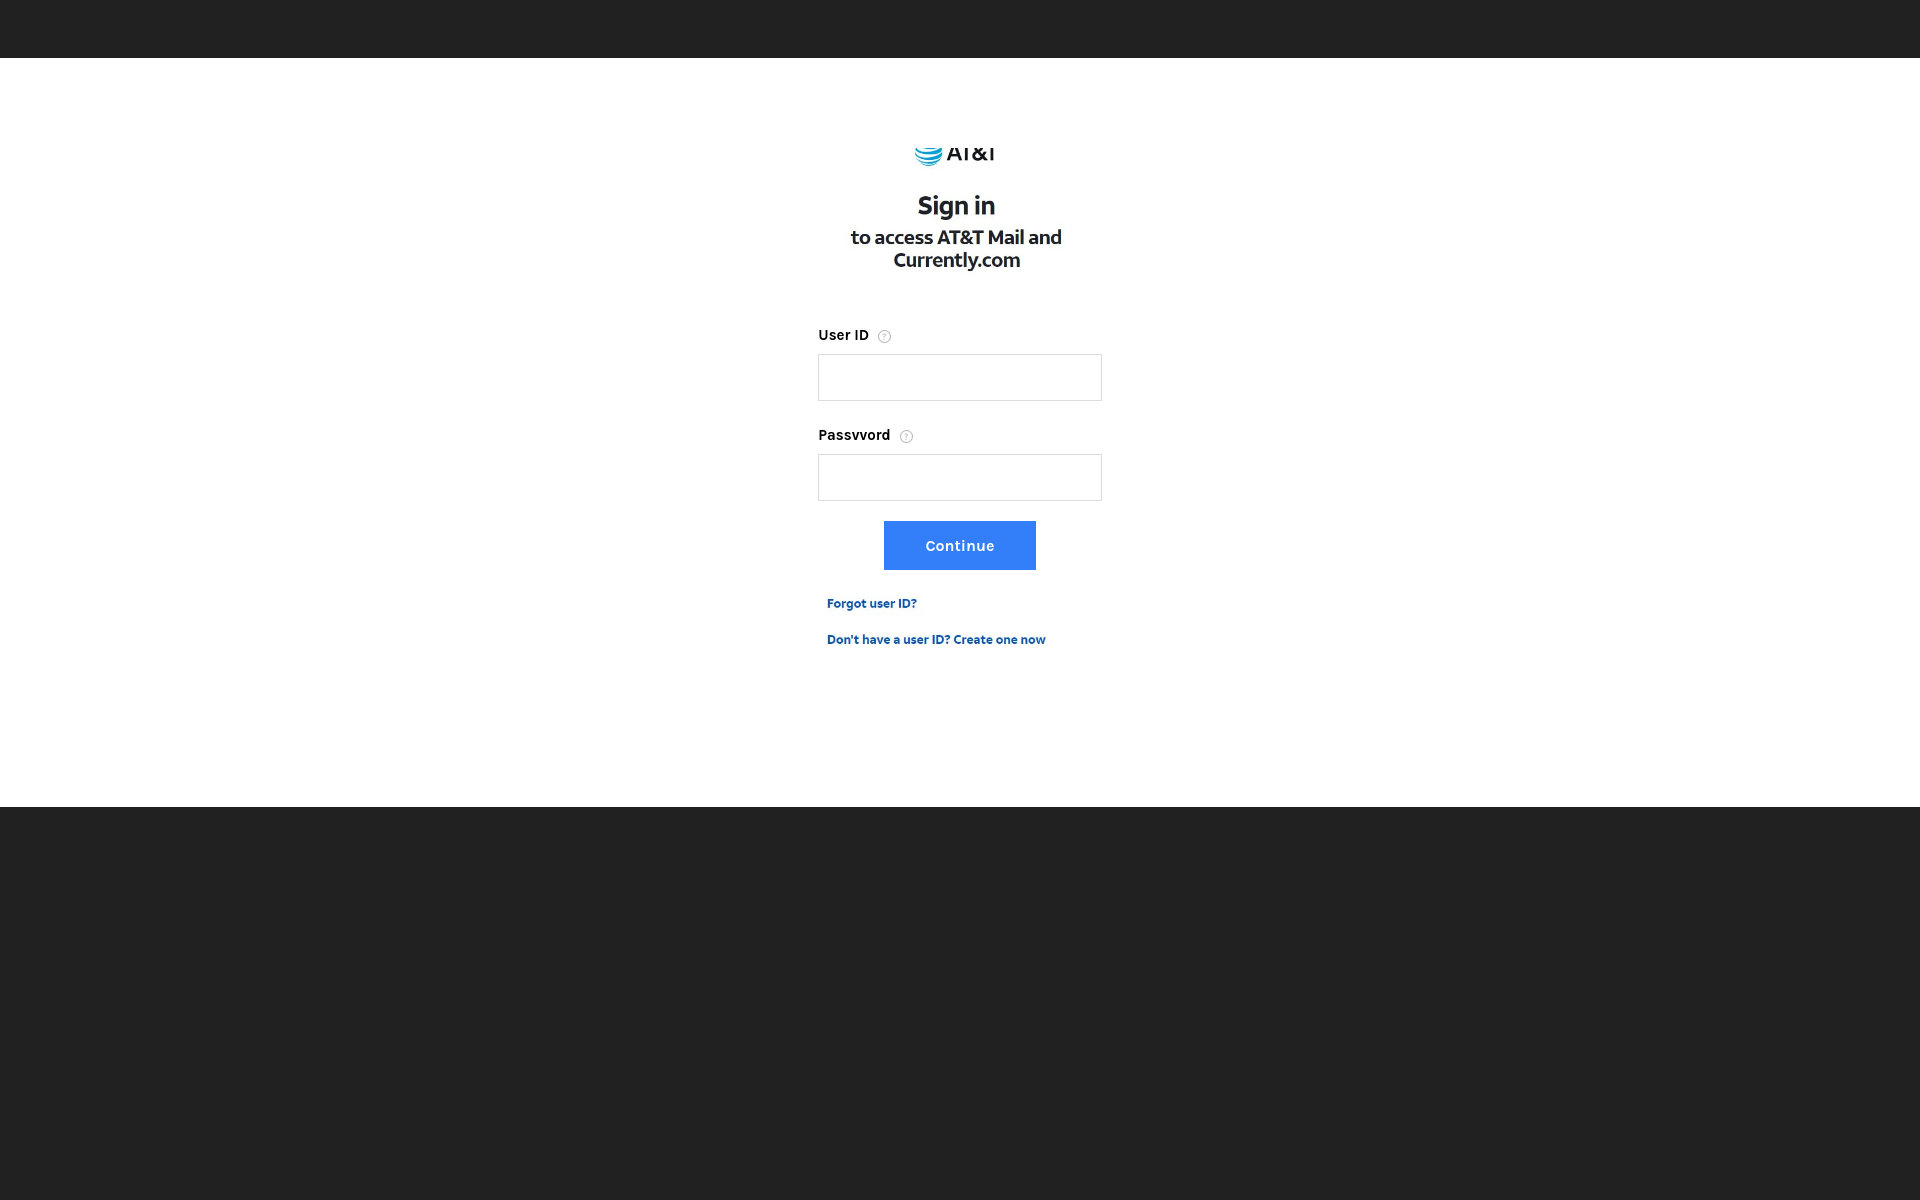 AT&T
Sign in
to access AT&T Mail and
Currently.com
User ID ?
Passvvord ?
Continue
Forgot user ID?
Don't have a user ID? Create one now